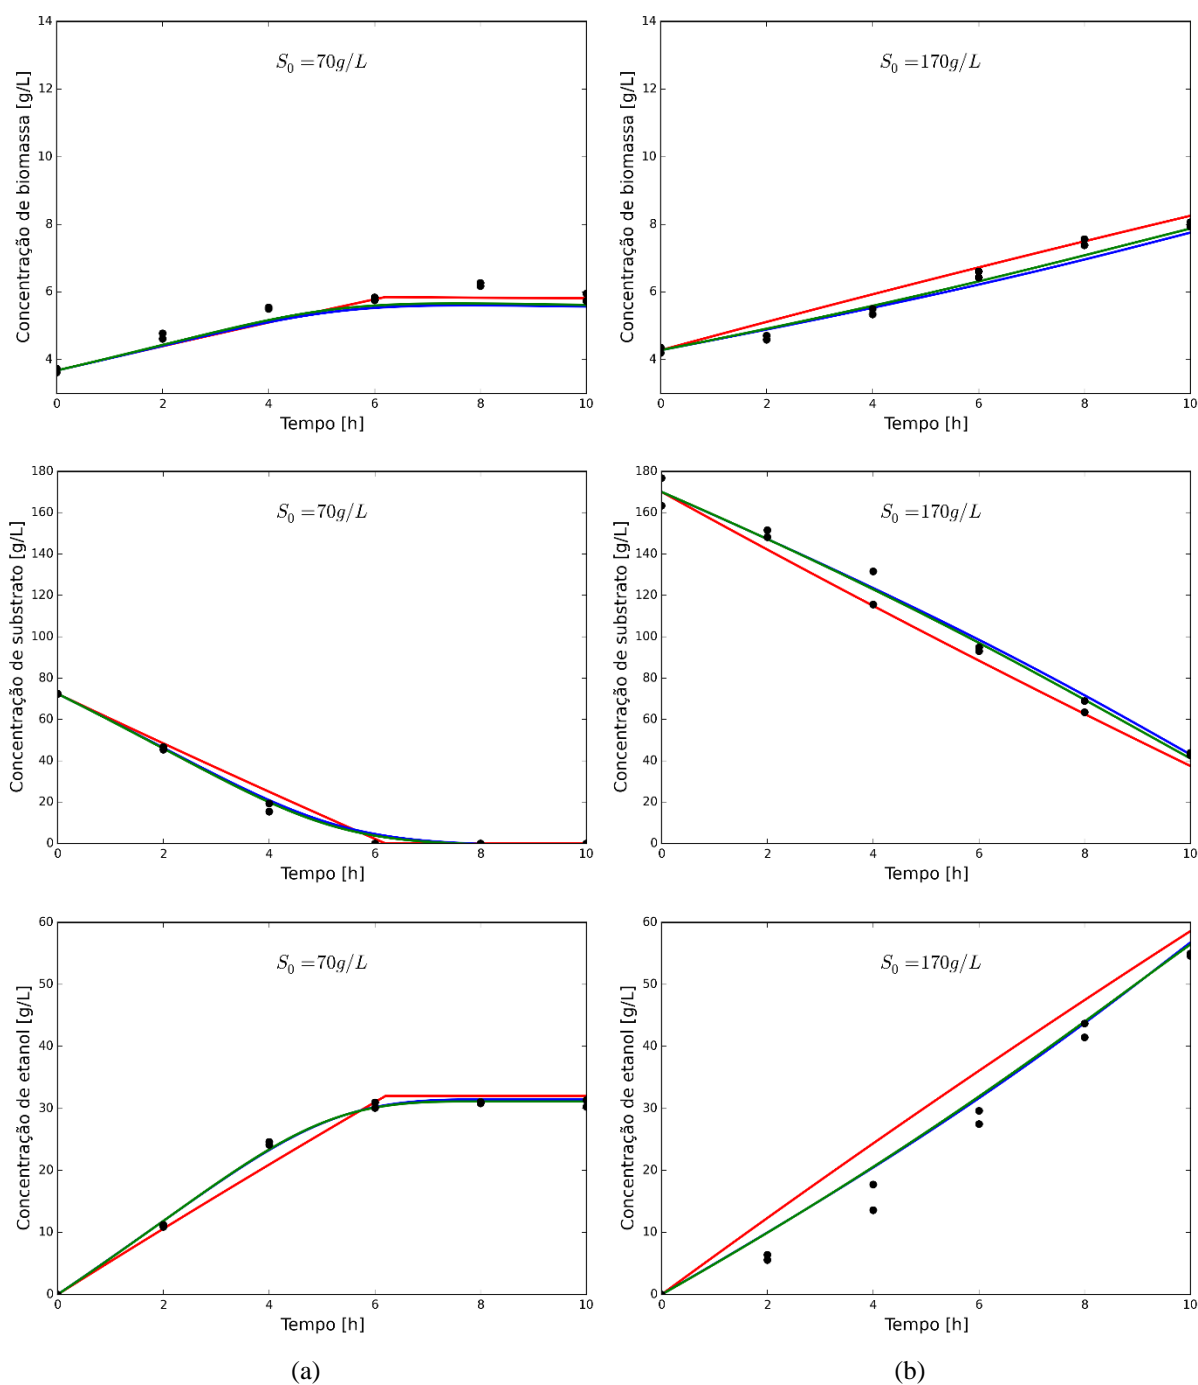 S0 = 70g/L
Concentração de biomassa [g/L]
14
12
10
8
6
4
0 2 4 6 8 10
Tempo [h]
S0 = 170g/L
Concentração de biomassa [g/L]
14
12
10
8
6
4
0 2 4 6 8 10
Tempo [h]
S0 = 70g/L
Concentração de substrato [g/L]
180
160
140
120
100
80
60
40
20
0
0 2 4 6 8 10
Tempo [h]
S0 = 170g/L
Concentração de substrato [g/L]
180
160
140
120
100
80
60
40
20
0
0 2 4 6 8 10
Tempo [h]
S0 = 70g/L
Concentração de etanol [g/L]
60
50
40
30
20
10
0
0 2 4 6 8 10
Tempo [h]
S0 = 170g/L
Concentração de etanol [g/L]
60
50
40
30
20
10
0
0 2 4 6 8 10
Tempo [h]
(a)
(b)